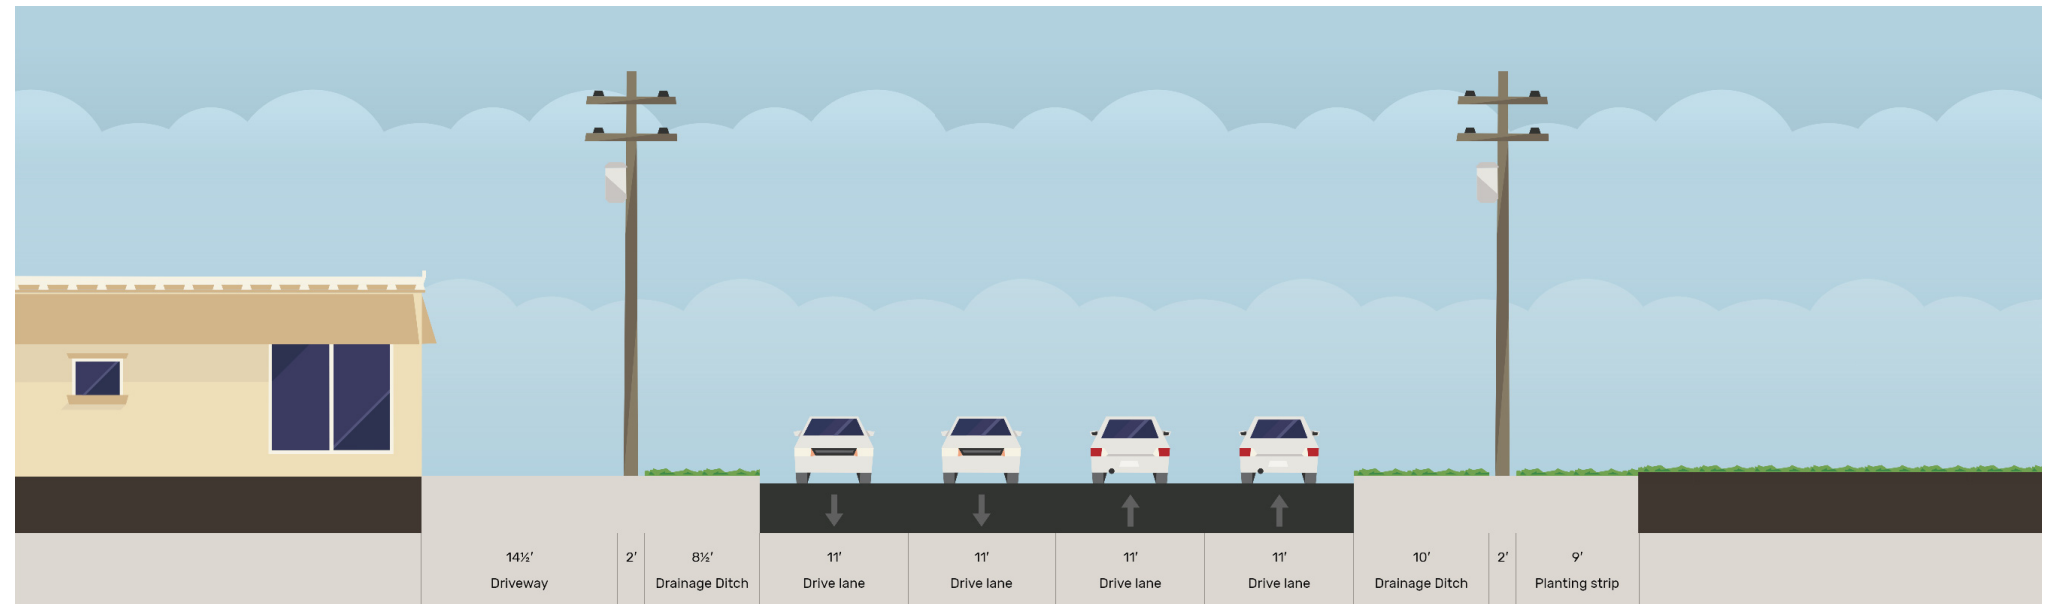 14½′ 2′ 8½′ 11′ 11′ 11′ 11′ 10′ 2′ 9′
Driveway Drainage Ditch Drive lane Drive lane Drive lane Drive lane Drainage Ditch Planting strip